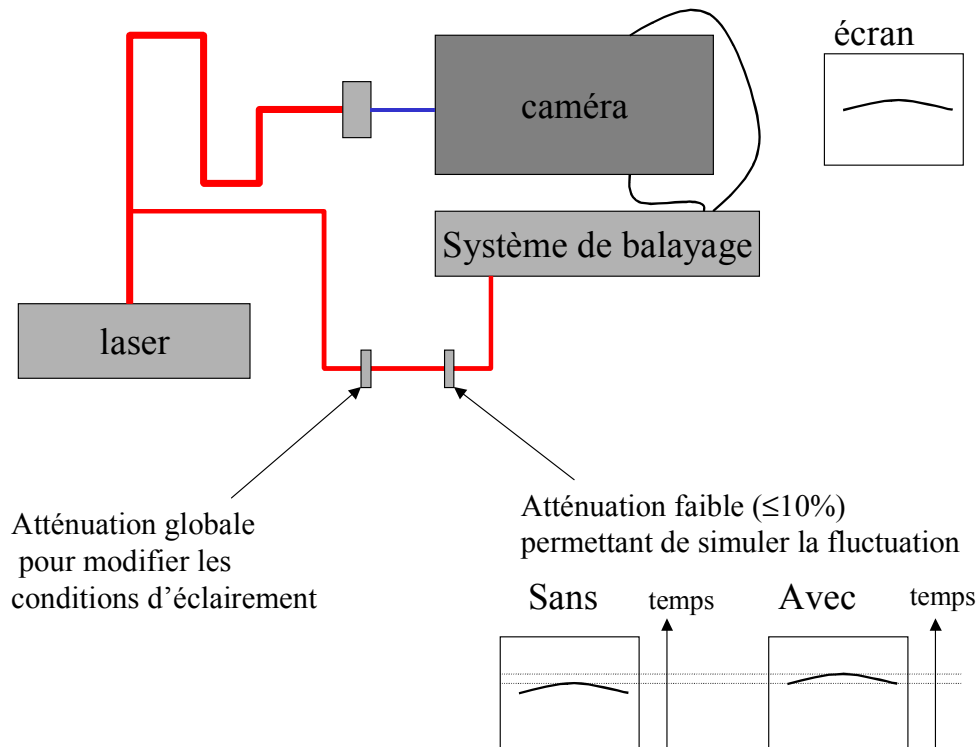 écran
caméra
Système de balayage
laser
Atténuation globale
pour modifier les
conditions d'éclairement
Atténuation faible (≤10%)
permettant de simuler la fluctuation
Sans temps Avec temps